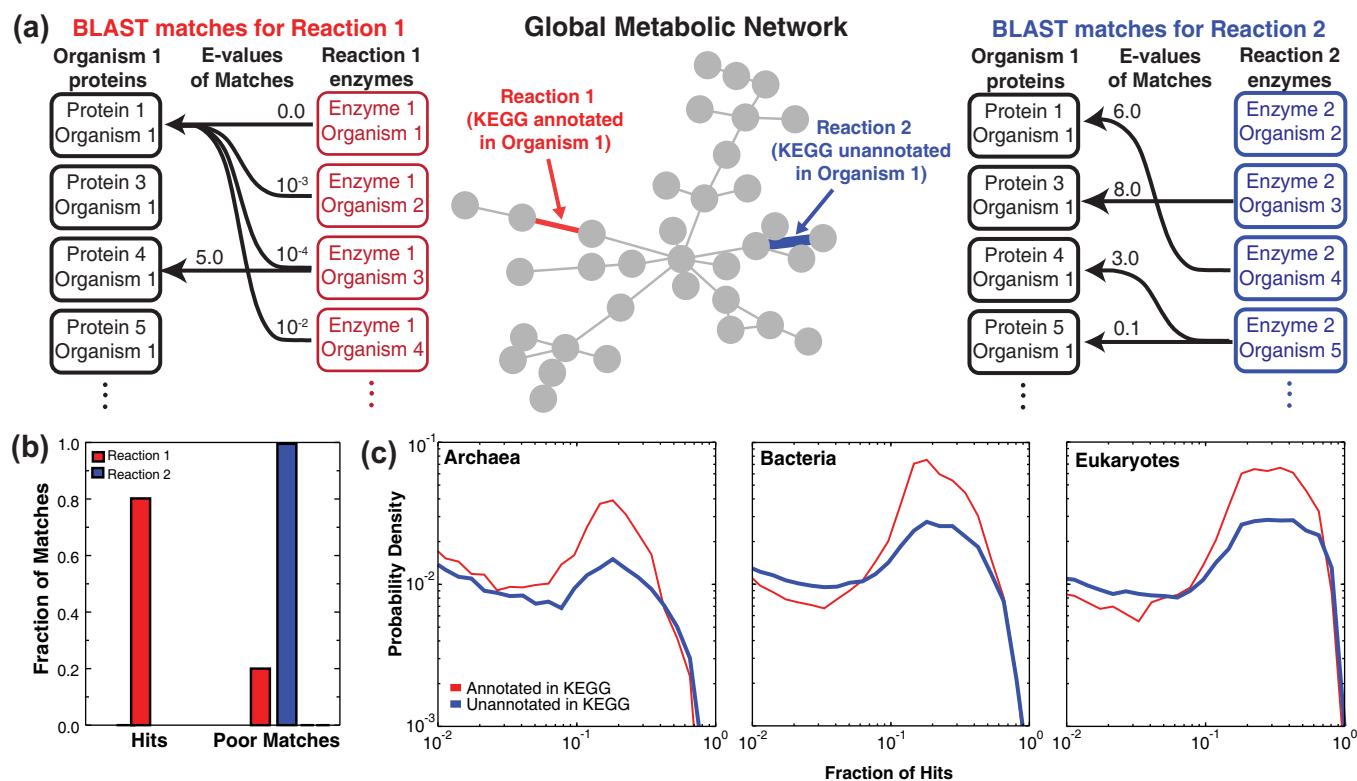 (a)
BLAST matches for Reaction 1
Organism 1
proteins
E-values
of Matches
Reaction 1
enzymes
Protein 1
Organism 1
Protein 3
Organism 1
Protein 4
Organism 1
Protein 5
Organism 1
0.0
10-3
10-4
5.0
10-2
Enzyme 1
Organism 1
Enzyme 1
Organism 2
Enzyme 1
Organism 3
Enzyme 1
Organism 4
Global Metabolic Network
Reaction 1
(KEGG annotated
in Organism 1)
Reaction 2
(KEGG unannotated
in Organism 1)
BLAST matches for Reaction 2
Organism 1
proteins
E-values
of Matches
Reaction 2
enzymes
Protein 1
Organism 1
Protein 3
Organism 1
Protein 4
Organism 1
Protein 5
Organism 1
6.0
8.0
3.0
0.1
Enzyme 2
Organism 2
Enzyme 2
Organism 3
Enzyme 2
Organism 4
Enzyme 2
Organism 5
(b)
Fraction of Matches
1.0
0.8
0.6
0.4
0.2
0.0
Reaction 1
Reaction 2
Hits
Poor Matches
(c)
Probability Density
10-1
10-2
10-3
Archaea
Annotated in KEGG
Unannotated in KEGG
10-2
10-1
100
Bacteria
10-2
10-1
100
Eukaryotes
10-2
10-1
100
Fraction of Hits